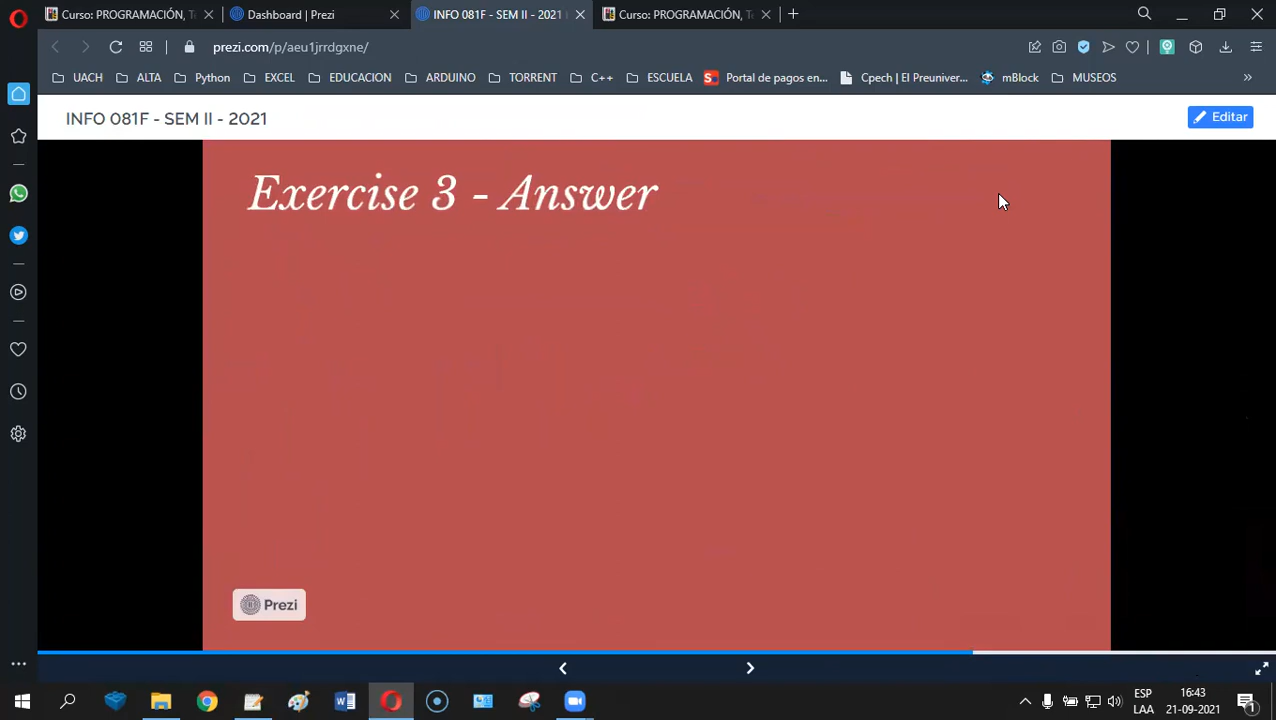 Curso: PROGRAMACIÓN, T
Dashboard | Prezi
INFO 081F - SEM II - 2021
Curso: PROGRAMACIÓN, T
prezi.com/p/aeu1jrrdgxne/
UACH
ALTA
Python
EXCEL
EDUCACION
ARDUINO
TORRENT
C++
ESCUELA
Portal de pagos en...
Cpech | El Preuniver...
mBlock
MUSEOS
INFO 081F - SEM II - 2021
Editar
Exercise 3 - Answer
Prezi
ESP
LAA
16:43
21-09-2021
1